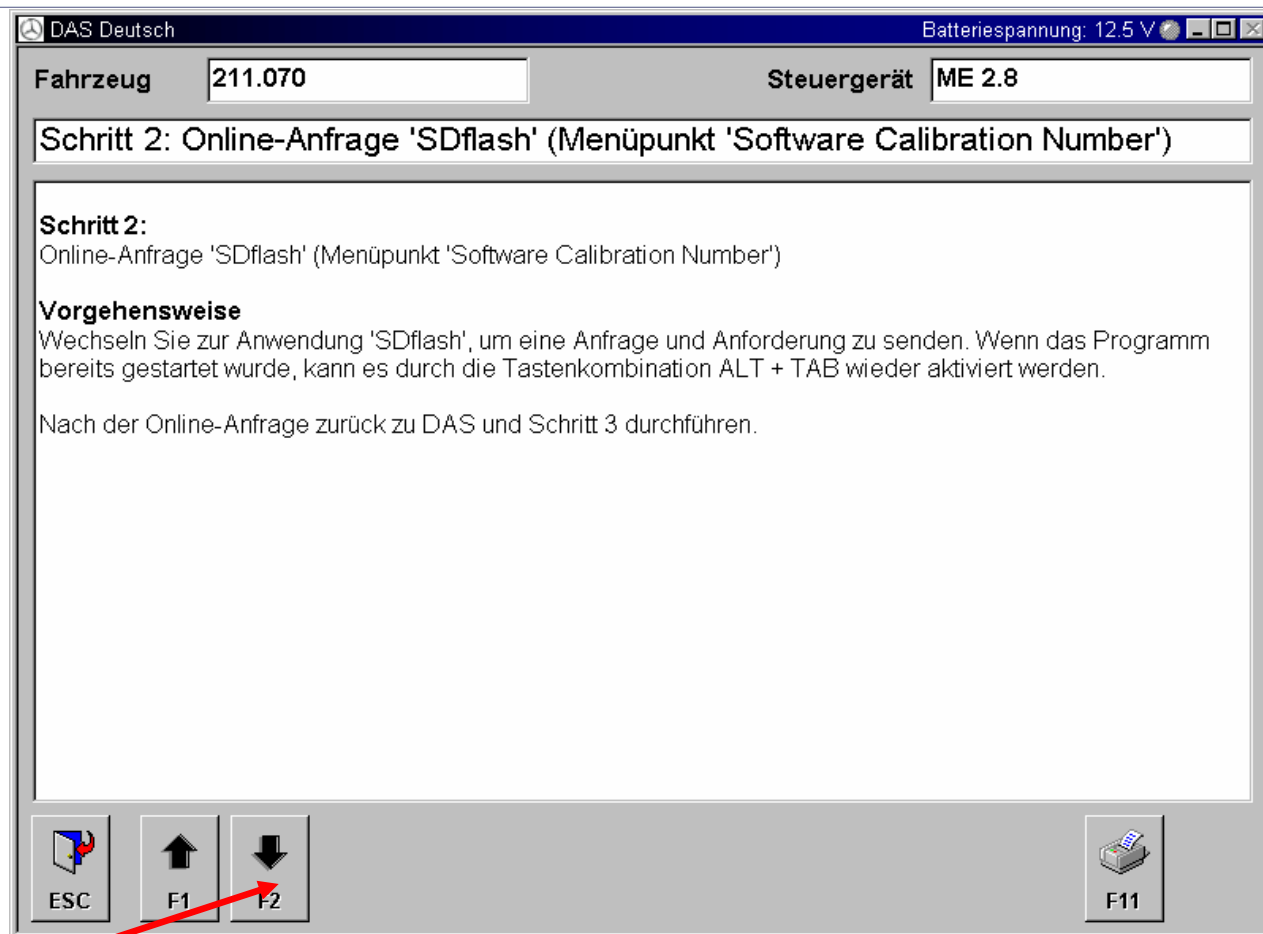 DAS Deutsch Batteriespannung: 12.5 V
Fahrzeug 211.070 Steuergerät ME 2.8
Schritt 2: Online-Anfrage 'SDflash' (Menüpunkt 'Software Calibration Number')
Schritt 2:
Online-Anfrage 'SDflash' (Menüpunkt 'Software Calibration Number')
Vorgehensweise
Wechseln Sie zur Anwendung 'SDflash', um eine Anfrage und Anforderung zu senden. Wenn das Programm
bereits gestartet wurde, kann es durch die Tastenkombination ALT + TAB wieder aktiviert werden.
Nach der Online-Anfrage zurück zu DAS und Schritt 3 durchführen.
ESC F1 F2 F11